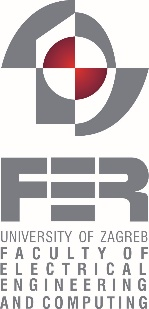 FER
UNIVERSITY OF ZAGREB
FACULTY OF
ELECTRICAL
ENGINEERING
AND COMPUTING